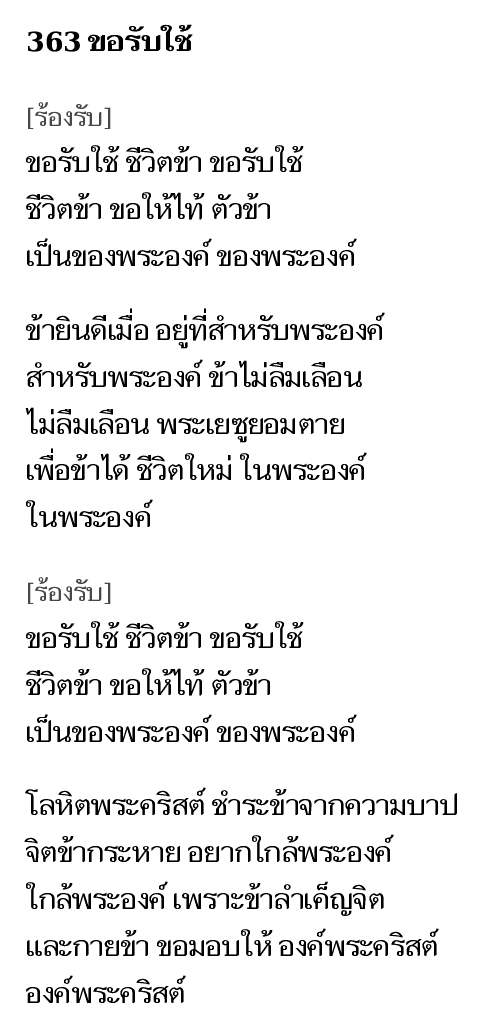 363 ขอรับใช้
[ร้องรับ]
ขอรับใช้ ชีวิตข้า ขอรับใช้
ชีวิตข้า ขอให้ไท้ ตัวข้า
เป็นของพระองค์ ของพระองค์
ข้ายินดีเมื่อ อยู่ที่สำหรับพระองค์
สำหรับพระองค์ ข้าไม่ลืมเลือน
ไม่ลืมเลือน พระเยซูยอมตาย
เพื่อข้าได้ ชีวิตใหม่ ในพระองค์
ในพระองค์
[ร้องรับ]
ขอรับใช้ ชีวิตข้า ขอรับใช้
ชีวิตข้า ขอให้ไท้ ตัวข้า
เป็นของพระองค์ ของพระองค์
โลหิตพระคริสต์ ชำระข้าจากความบาป
จิตข้ากระหาย อยากใกล้พระองค์
ใกล้พระองค์ เพราะข้าลำเค็ญจิต
และกายข้า ขอมอบให้ องค์พระคริสต์
องค์พระคริสต์